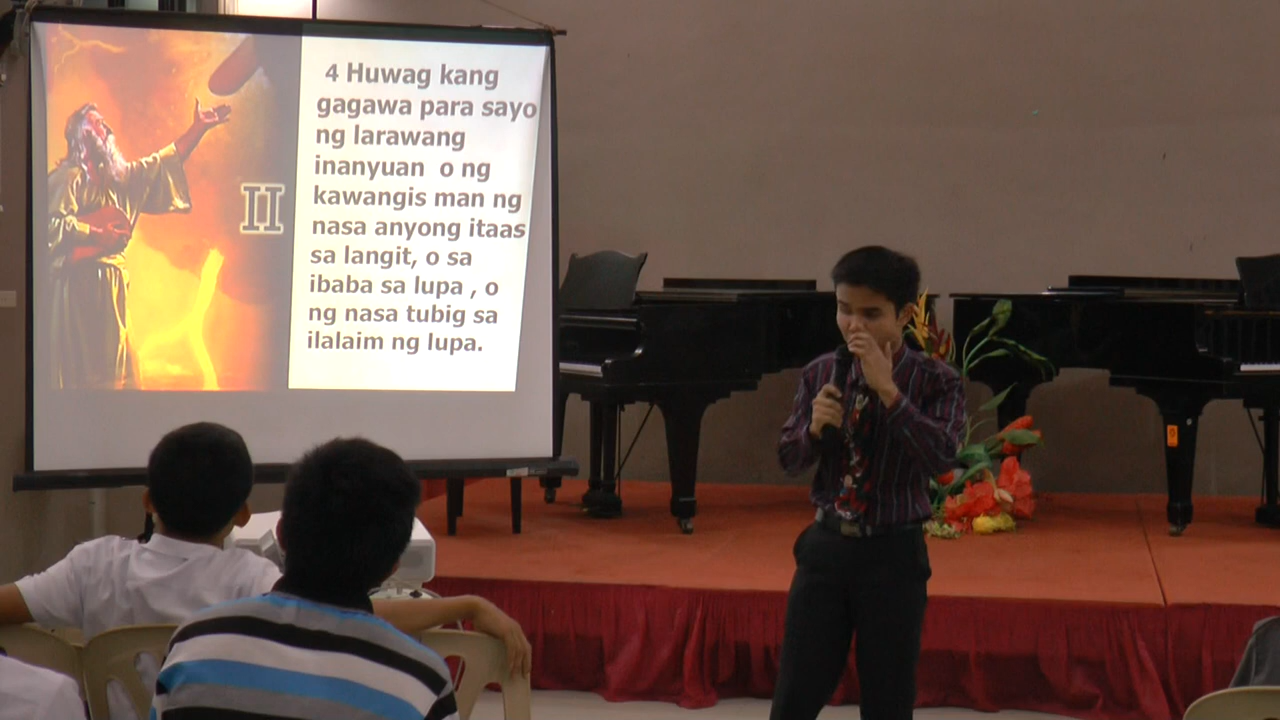 II
4 Huwag kang
gagawa para sayo
ng larawang
inanyuan o ng
kawangis man ng
nasa anyong itaas
sa langit, o sa
ibaba sa lupa , o
ng nasa tubig sa
ilalaim ng lupa.